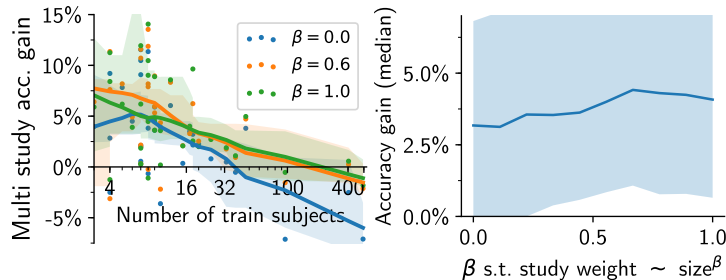 15%
10%
5%
0%
-5%
Multi study acc. gain
β = 0.0
β = 0.6
β = 1.0
4
16
32
100
400
Number of train subjects
5.0%
2.5%
0.0%
Accuracy gain (median)
0.0
0.5
1.0
β s.t. study weight ∼ size^β